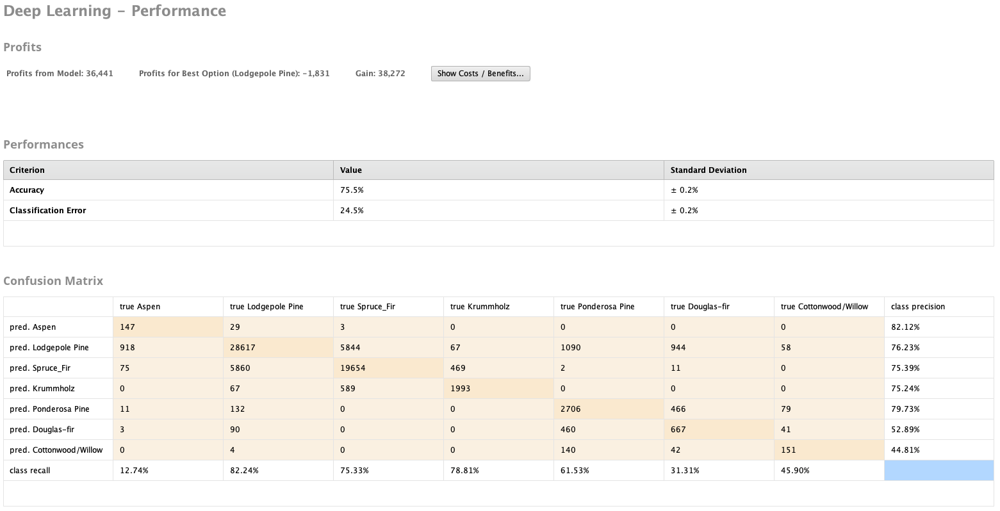 Deep Learning – Performance
Profits
Profits from Model: 36,441 Profits for Best Option (Lodgepole Pine): −1,831 Gain: 38,272 Show Costs / Benefits...
Performances
Criterion Value Standard Deviation
Accuracy 75.5% ± 0.2%
Classification Error 24.5% ± 0.2%
Confusion Matrix
true Aspen true Lodgepole Pine true Spruce_Fir true Krummholz true Ponderosa Pine true Douglas-fir true Cottonwood/Willow class precision
pred. Aspen 147 29 3 0 0 0 0 82.12%
pred. Lodgepole Pine 918 28617 5844 67 1090 944 58 76.23%
pred. Spruce_Fir 75 5860 19654 469 2 11 0 75.39%
pred. Krummholz 0 67 589 1993 0 0 0 75.24%
pred. Ponderosa Pine 11 132 0 0 2706 466 79 79.73%
pred. Douglas-fir 3 90 0 0 460 667 41 52.89%
pred. Cottonwood/Willow 0 4 0 0 140 42 151 44.81%
class recall 12.74% 82.24% 75.33% 78.81% 61.53% 31.31% 45.90%